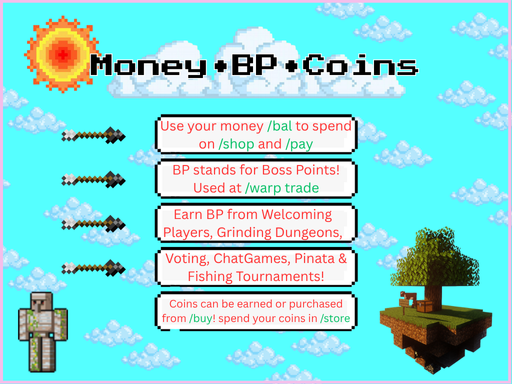 Money•BP•Coins
Use your money /bal to spend
on /shop and /pay
BP stands for Boss Points!
Used at /warp trade
Earn BP from Welcoming
Players, Grinding Dungeons,
Voting, ChatGames, Pinata &
Fishing Tournaments!
Coins can be earned or purchased
from /buy! spend your coins in /store